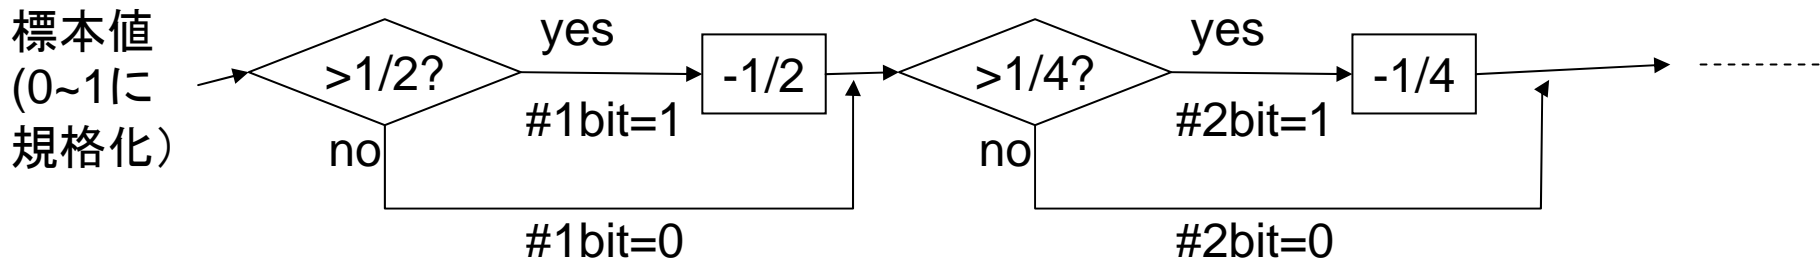 標本値
(0~1に
規格化）
>1/2?
yes
#1bit=1
no
#1bit=0
-1/2
>1/4?
yes
#2bit=1
no
#2bit=0
-1/4